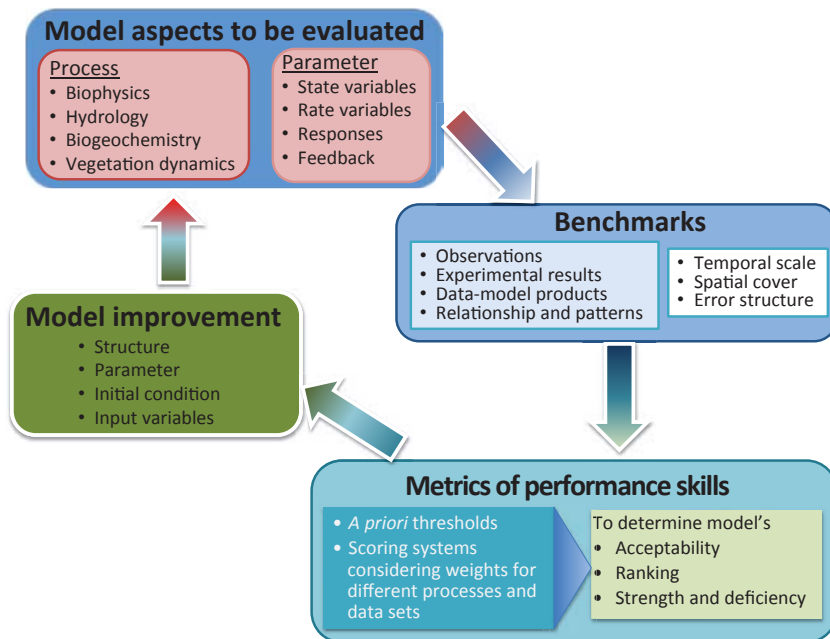 Model aspects to be evaluated
Process
• Biophysics
• Hydrology
• Biogeochemistry
• Vegetation dynamics
Parameter
• State variables
• Rate variables
• Responses
• Feedback
Benchmarks
• Observations
• Experimental results
• Data-model products
• Relationship and patterns
• Temporal scale
• Spatial cover
• Error structure
Metrics of performance skills
• A priori thresholds
• Scoring systems
considering weights for
different processes and
data sets
To determine model's
• Acceptability
• Ranking
• Strength and deficiency
Model improvement
• Structure
• Parameter
• Initial condition
• Input variables